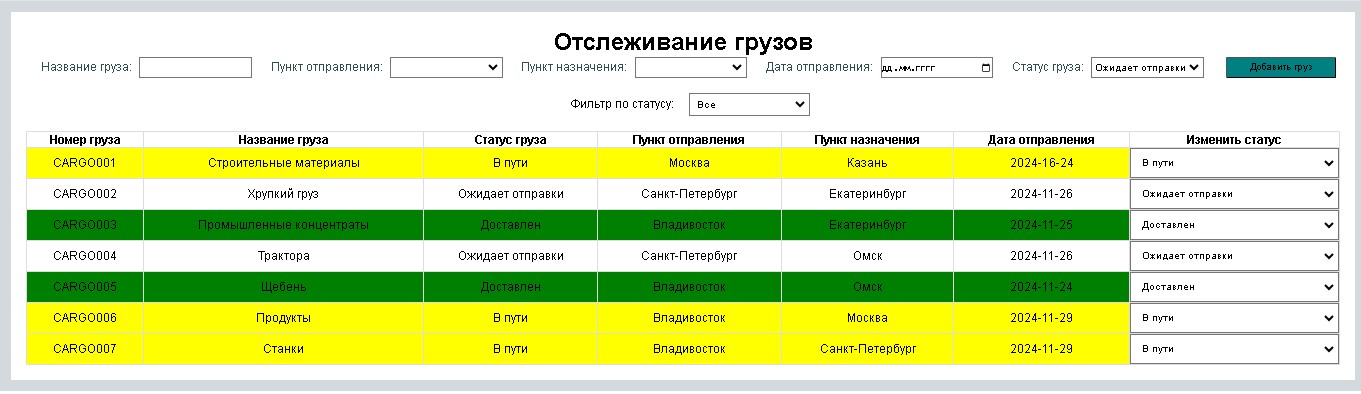 Отслеживание грузов
Название груза: Пункт отправления: Пункт назначения: Дата отправления: дд.мм.гггг Статус груза: Ожидает отправки Добавить груз
Фильтр по статусу: Все
Номер груза Название груза Статус груза Пункт отправления Пункт назначения Дата отправления Изменить статус
CARGO001 Строительные материалы В пути Москва Казань 2024-16-24 В пути
CARGO002 Хрупкий груз Ожидает отправки Санкт-Петербург Екатеринбург 2024-11-26 Ожидает отправки
CARGO003 Промышленные концентраты Доставлен Владивосток Екатеринбург 2024-11-25 Доставлен
CARGO004 Трактора Ожидает отправки Санкт-Петербург Омск 2024-11-26 Ожидает отправки
CARGO005 Щебень Доставлен Владивосток Омск 2024-11-24 Доставлен
CARGO006 Продукты В пути Владивосток Москва 2024-11-29 В пути
CARGO007 Станки В пути Владивосток Санкт-Петербург 2024-11-29 В пути